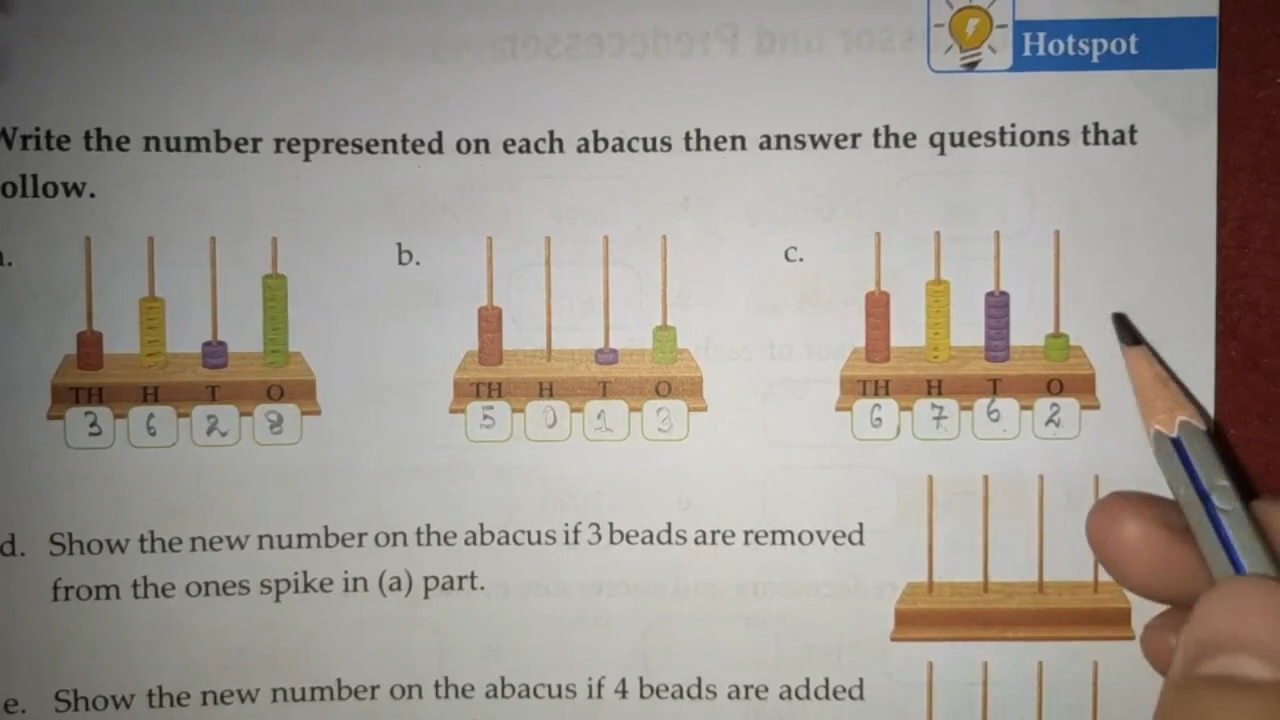 Hotspot
Write the number represented on each abacus then answer the questions that
ollow.
b.
c.
TH H T O
3 6 2 8
TH H T O
5 0 1 3
TH H T O
6 7 6 2
d. Show the new number on the abacus if 3 beads are removed
from the ones spike in (a) part.
e. Show the new number on the abacus if 4 beads are added